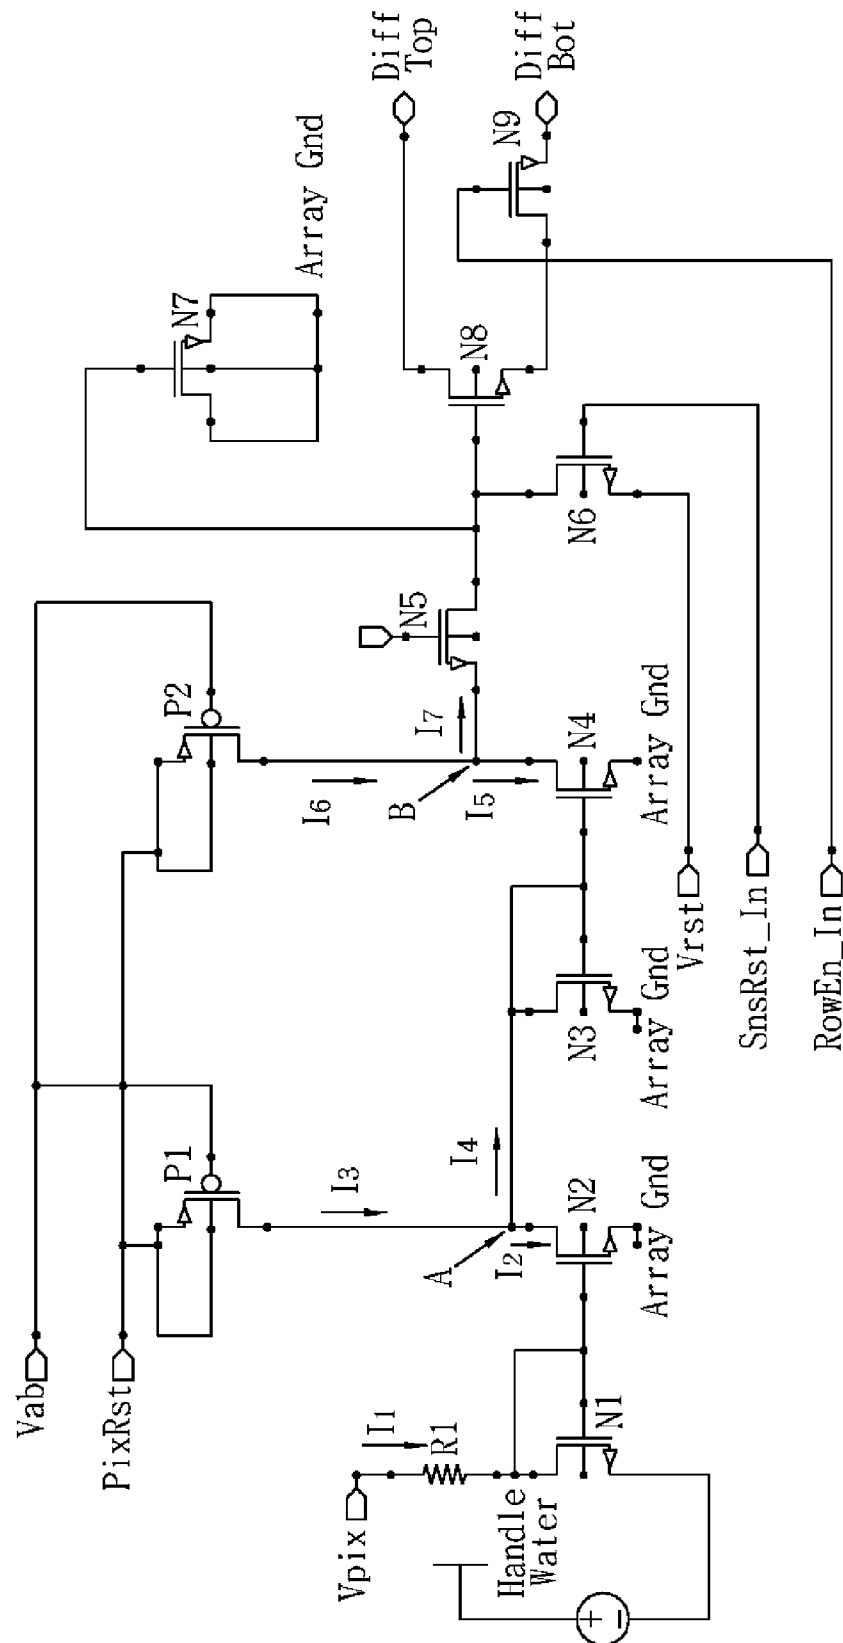 Diff
Top
Diff
Bot
N9
Array Gnd
N7
N8
N6
N5
P2
I7
I6
B
I5
N4
Array Gnd
Vrst
SnsRst_In
RowEn_In
N3
Array Gnd
P1
I3
I4
A
I2
N2
Array Gnd
Vab
PixRst
Vpix
I1
R1
N1
Handle
Water
+
-